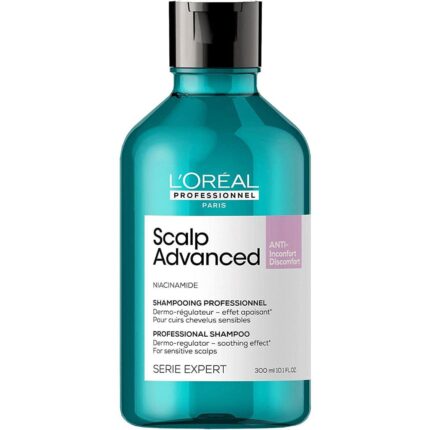 L'ORÉAL
PROFESSIONNEL
PARIS
Scalp
Advanced
ANTI-
Inconfort
Discomfort
NIACINAMIDE
SHAMPOOING PROFESSIONNEL
Dermo-régulateur – effet apaisant*
Pour cuirs chevelus sensibles
PROFESSIONAL SHAMPOO
Dermo-regulator – soothing effect*
For sensitive scalps
SERIE EXPERT
300 ml 10.1 FL. OZ.